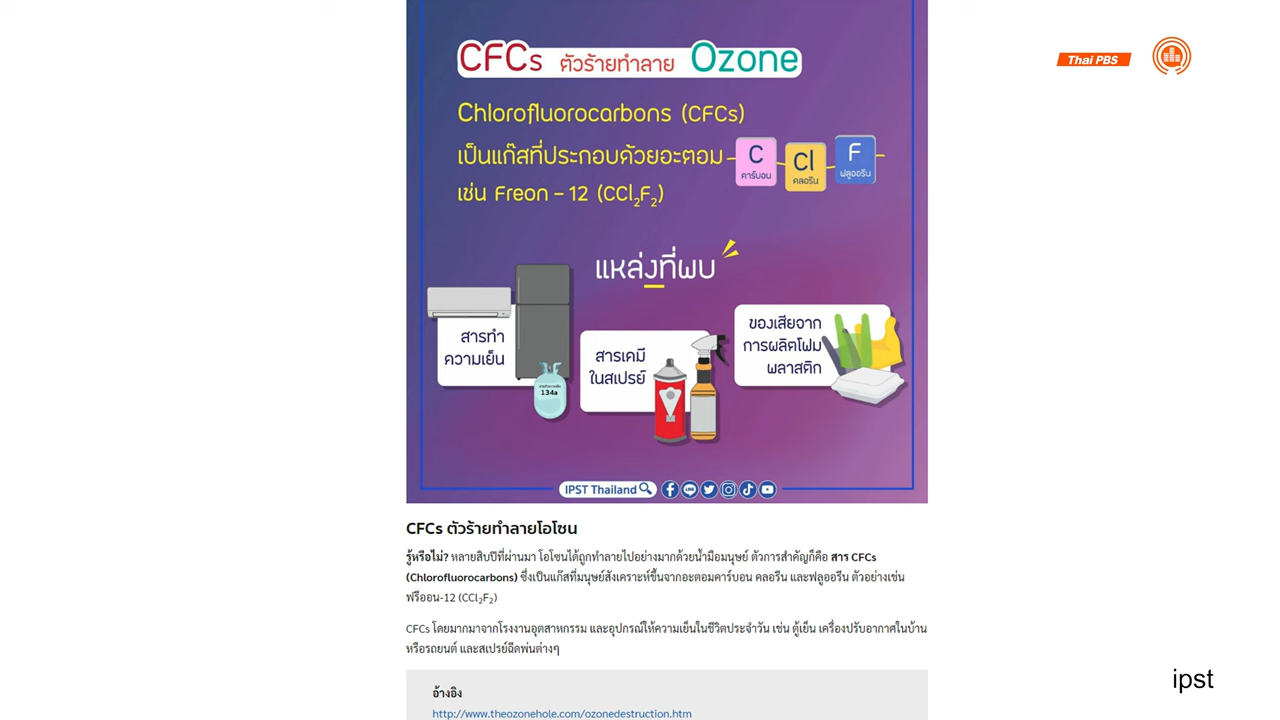 CFCs ตัวร้ายทำลาย Ozone
Thai PBS
Chlorofluorocarbons (CFCs)
เป็นแก๊สที่ประกอบด้วยอะตอม
C
คาร์บอน
Cl
คลอรีน
F
ฟลูออรีน
เช่น Freon – 12 (CCl₂F₂)
แหล่งที่พบ
สารทำ
ความเย็น
134a
สารเคมี
ในสเปรย์
ของเสียจาก
การผลิตโฟม
พลาสติก
IPST Thailand
CFCs ตัวร้ายทำลายโอโซน
รู้หรือไม่? หลายสิบปีที่ผ่านมา โอโซนได้ถูกทำลายไปอย่างมากด้วยน้ำมือมนุษย์ ตัวการสำคัญก็คือ สาร CFCs
(Chlorofluorocarbons) ซึ่งเป็นแก๊สที่มนุษย์สังเคราะห์ขึ้นจากอะตอมคาร์บอน คลอรีน และฟลูออรีน ตัวอย่างเช่น
ฟรีออน-12 (CCl₂F₂)
CFCs โดยมากมาจากโรงงานอุตสาหกรรม และอุปกรณ์ให้ความเย็นในชีวิตประจำวัน เช่น ตู้เย็น เครื่องปรับอากาศในบ้าน
หรือรถยนต์ และสเปรย์ฉีดพ่นต่างๆ
อ้างอิง
http://www.theozonehole.com/ozonedestruction.htm
ipst